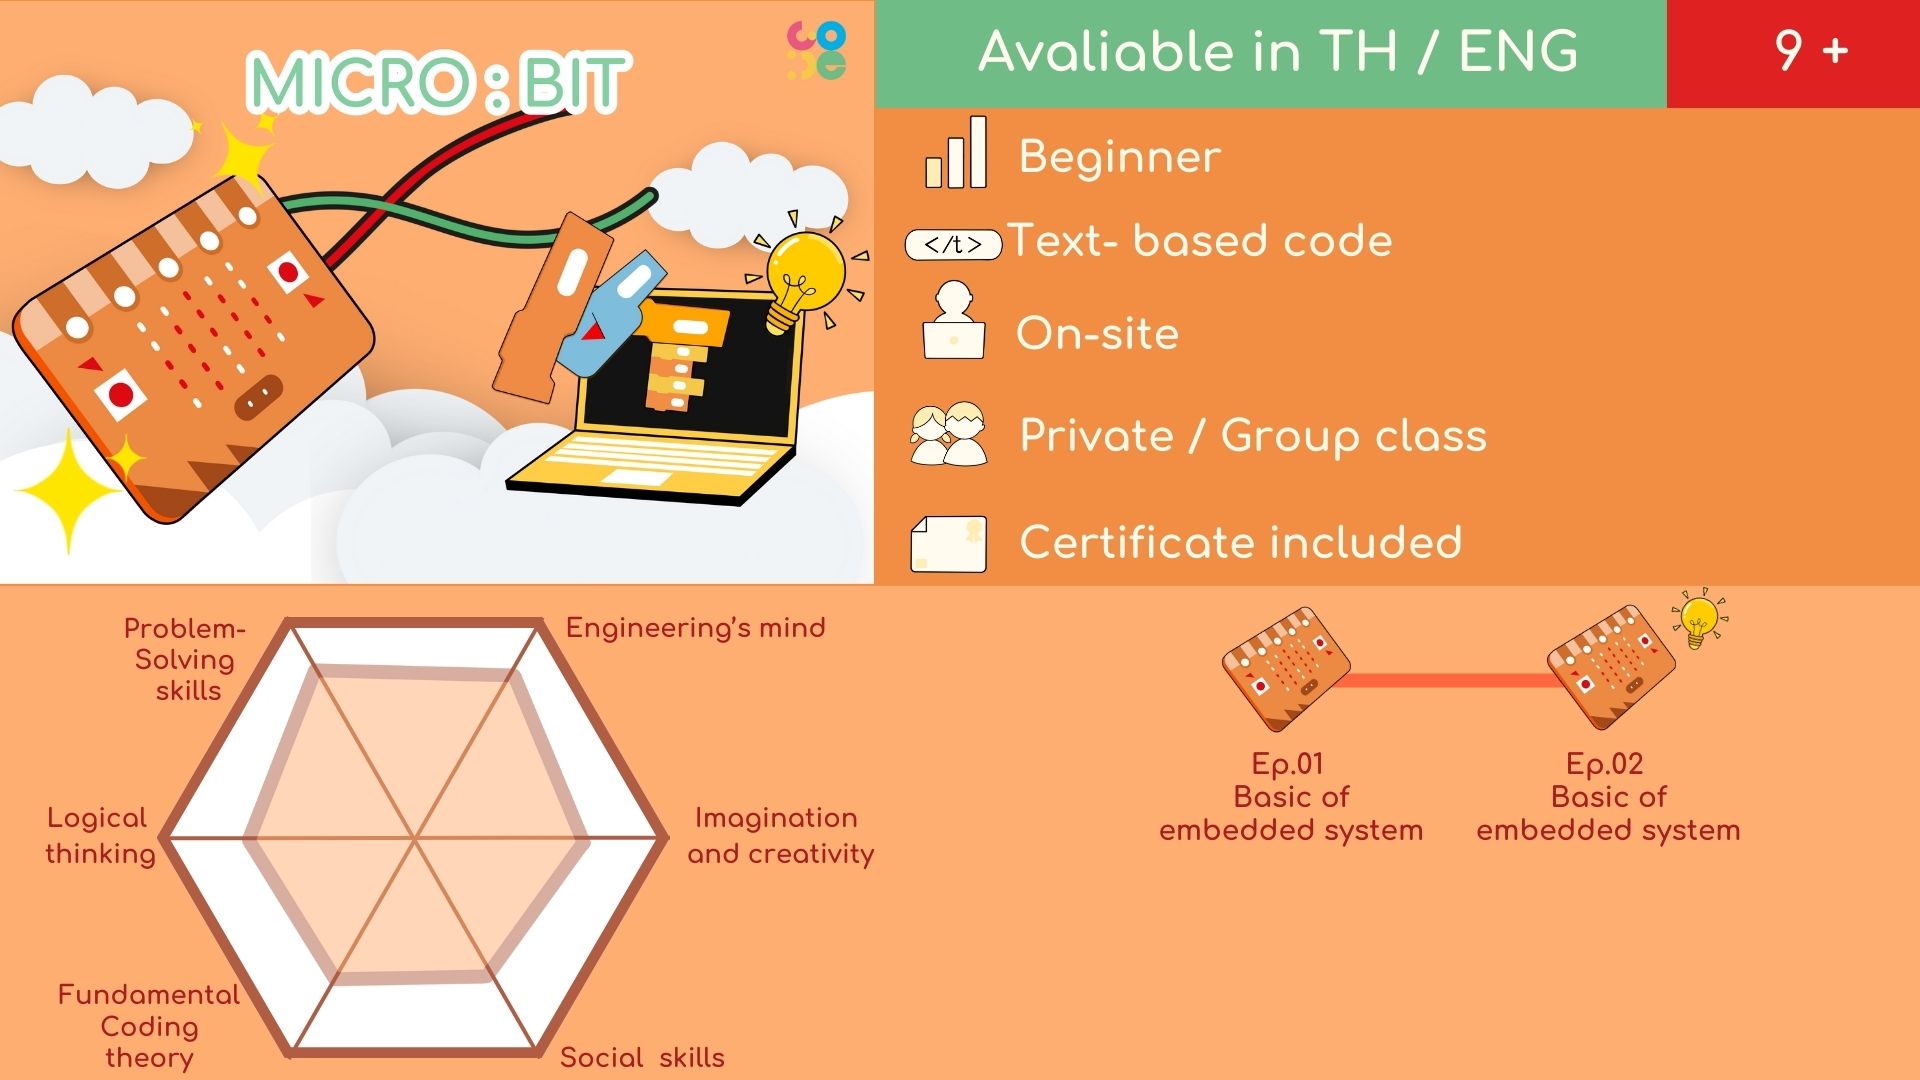 MICRO:BIT
CODE
Avaliable in TH / ENG
9 +
Beginner
</t>
Text- based code
On-site
Private / Group class
Certificate included
Problem-
Solving
skills
Engineering's mind
Logical
thinking
Imagination
and creativity
Fundamental
Coding
theory
Social skills
Ep.01
Basic of
embedded system
Ep.02
Basic of
embedded system